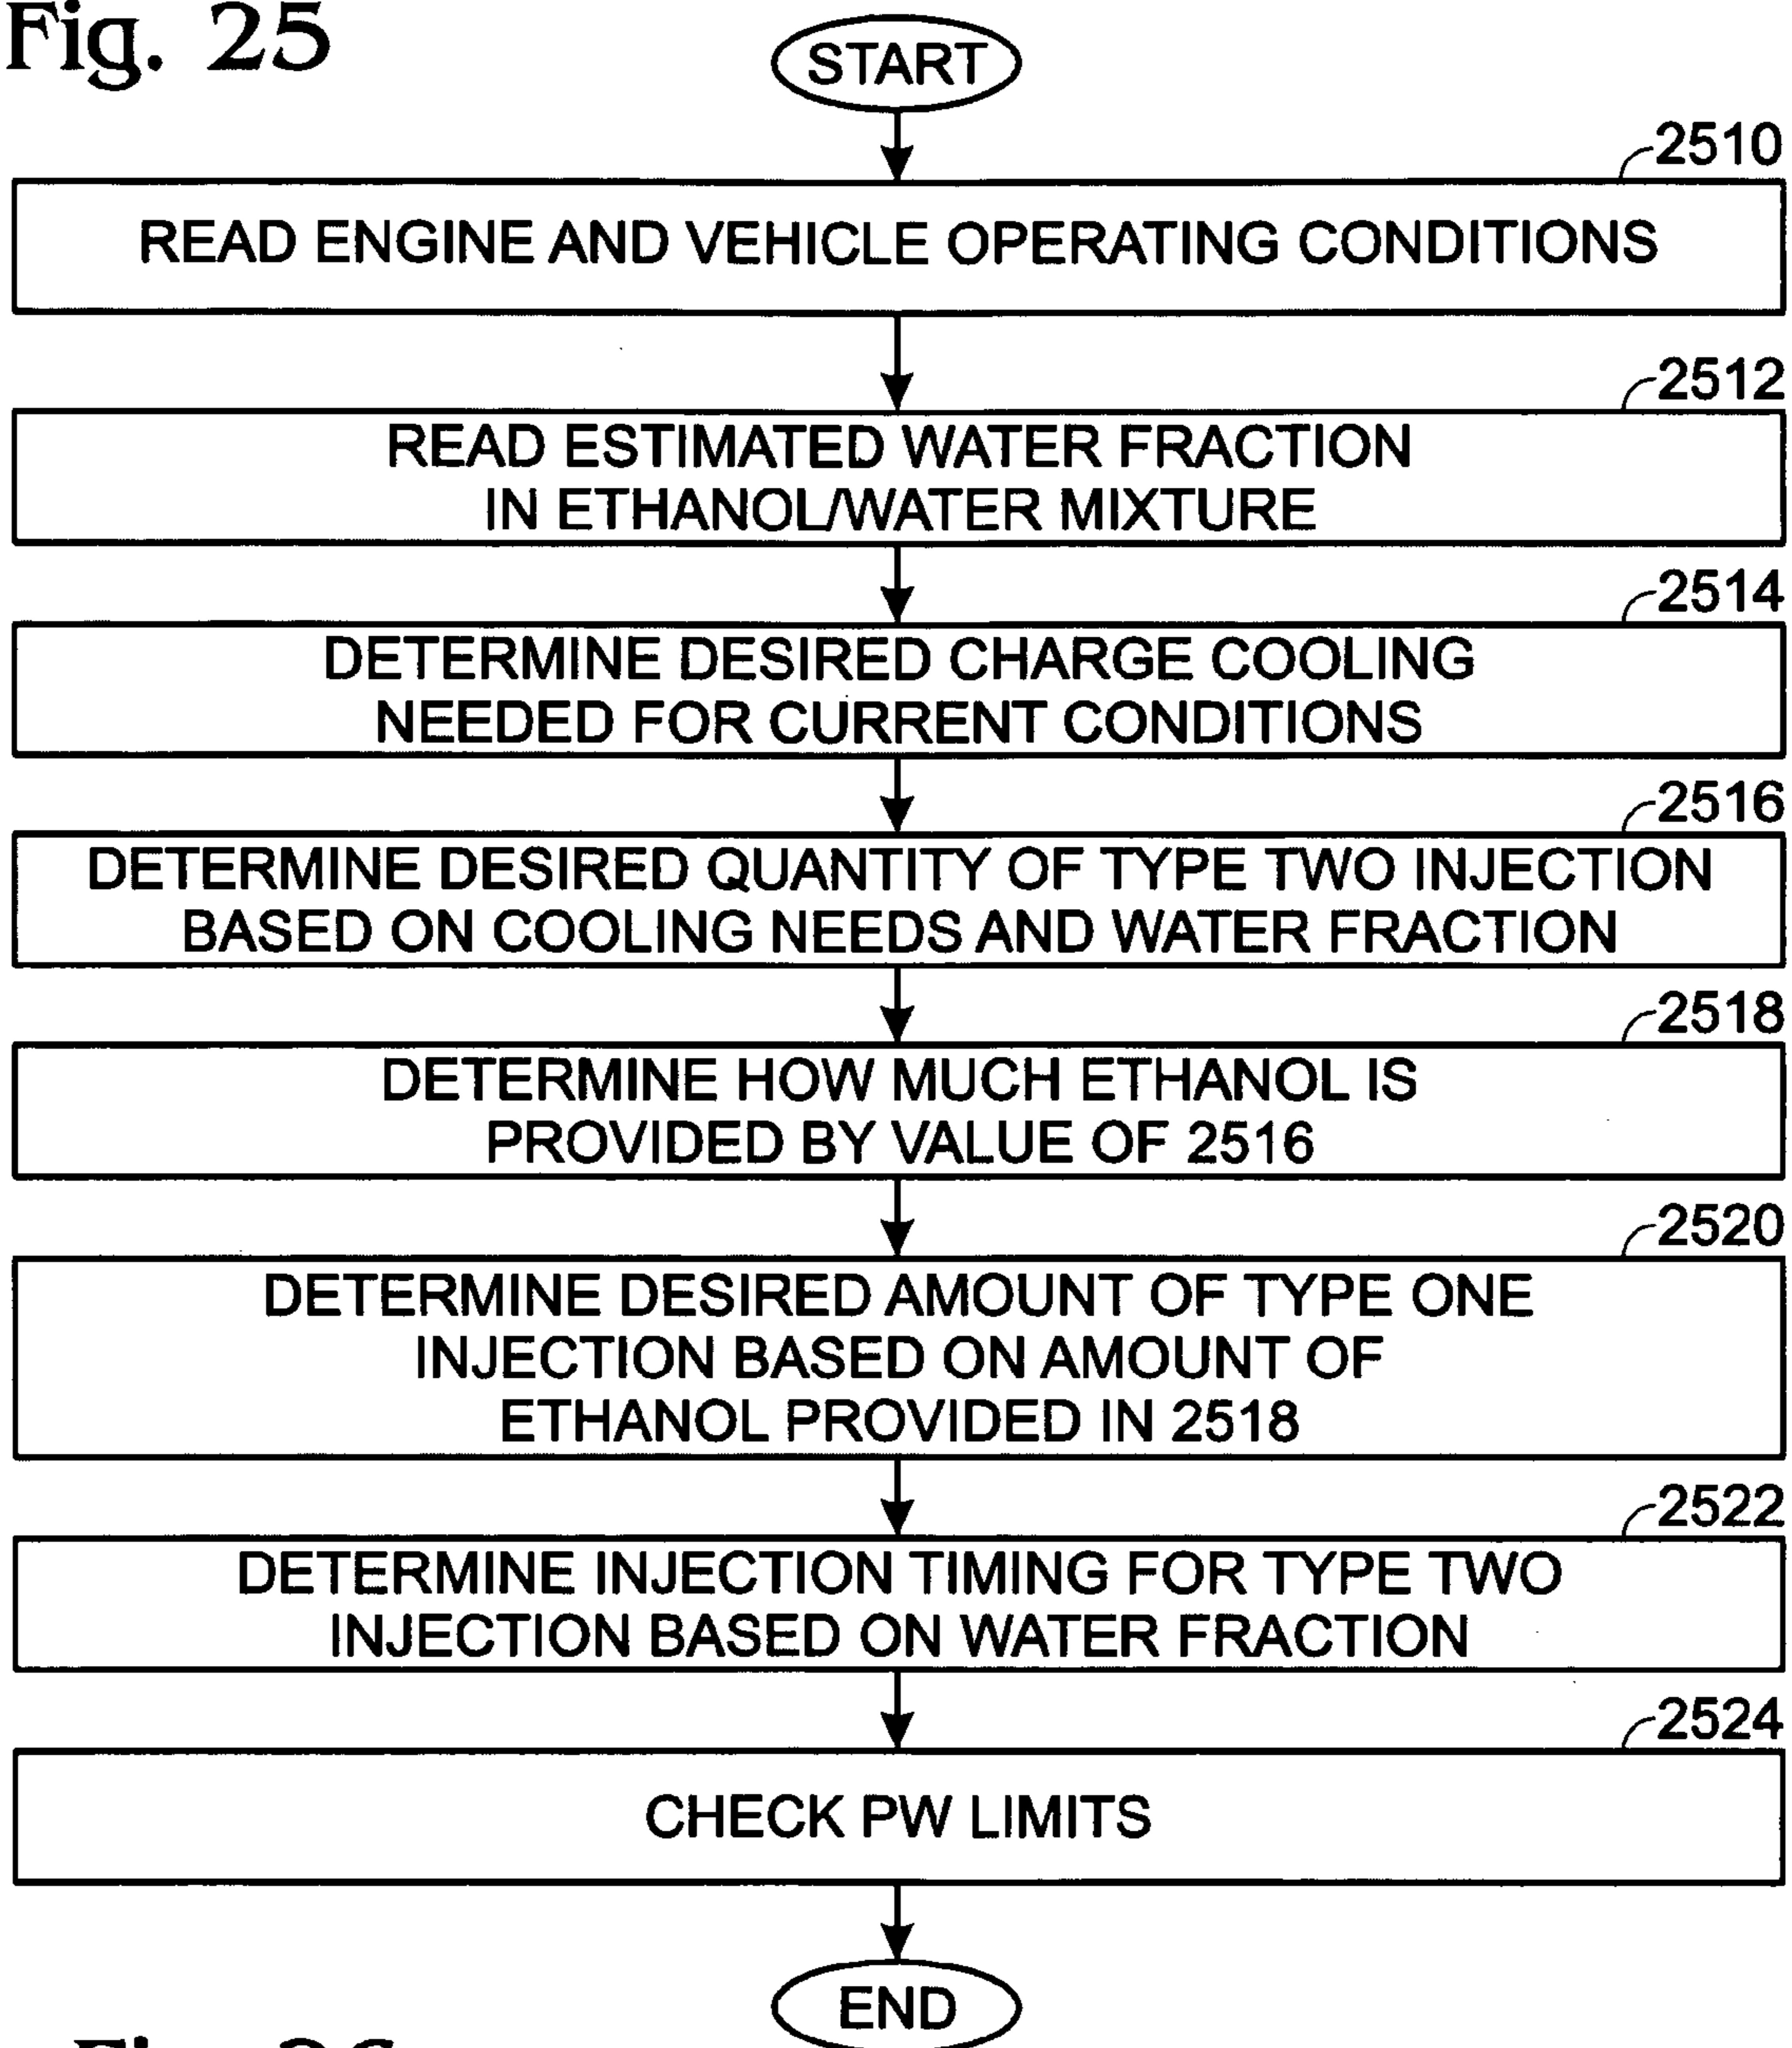 Fig. 25
START
2510
READ ENGINE AND VEHICLE OPERATING CONDITIONS
2512
READ ESTIMATED WATER FRACTION
IN ETHANOL/WATER MIXTURE
2514
DETERMINE DESIRED CHARGE COOLING
NEEDED FOR CURRENT CONDITIONS
2516
DETERMINE DESIRED QUANTITY OF TYPE TWO INJECTION
BASED ON COOLING NEEDS AND WATER FRACTION
2518
DETERMINE HOW MUCH ETHANOL IS
PROVIDED BY VALUE OF 2516
2520
DETERMINE DESIRED AMOUNT OF TYPE ONE
INJECTION BASED ON AMOUNT OF
ETHANOL PROVIDED IN 2518
2522
DETERMINE INJECTION TIMING FOR TYPE TWO
INJECTION BASED ON WATER FRACTION
2524
CHECK PW LIMITS
END